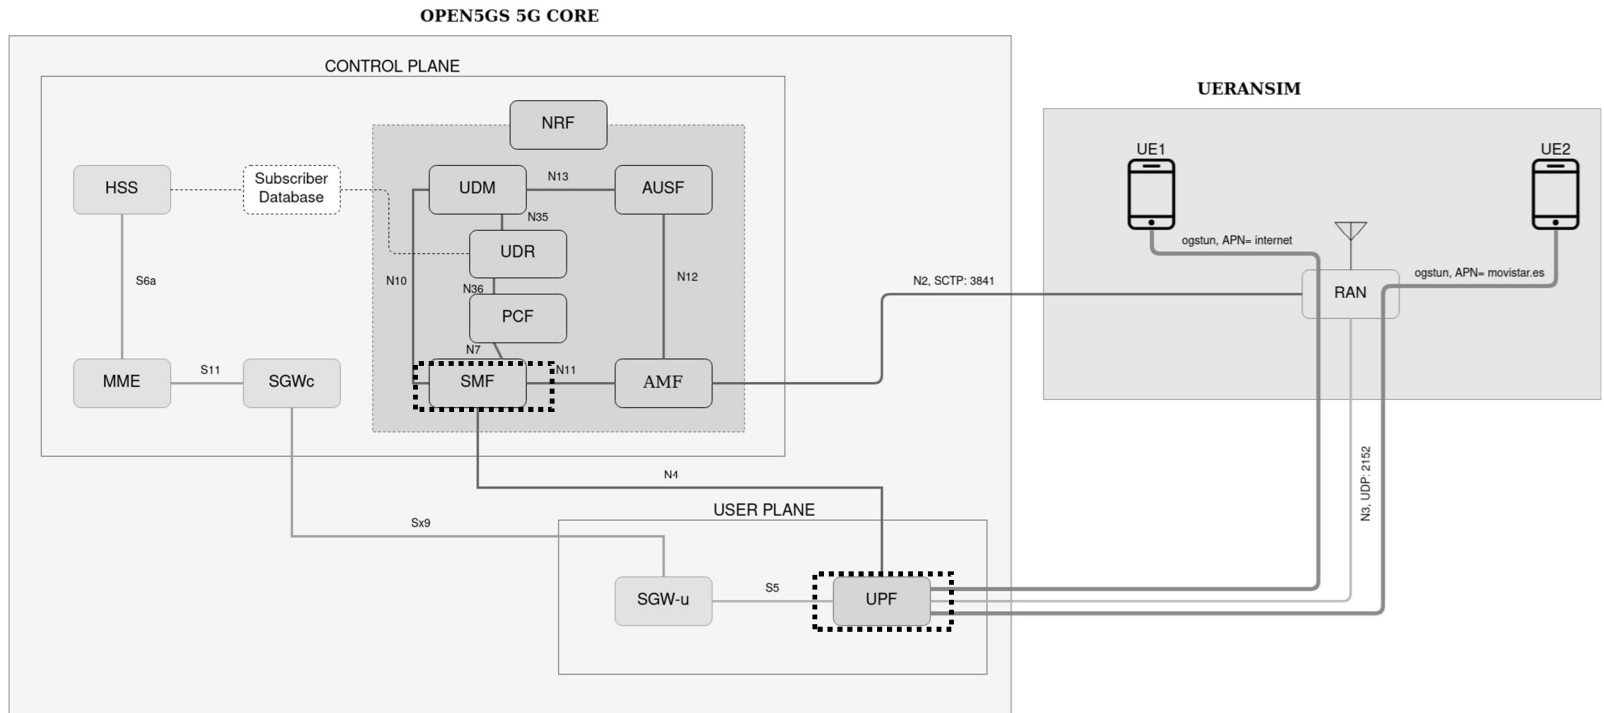 OPEN5GS 5G CORE
CONTROL PLANE
UERANSIM
NRF
UE1
UE2
HSS
Subscriber
Database
UDM
N13
AUSF
N35
ogstun, APN= internet
UDR
ogstun, APN= movistar.es
S6a
N10
N36
N12
N2, SCTP: 3841
RAN
PCF
N7
MME
S11
SGWc
SMF
N11
AMF
N4
N3, UDP: 2152
USER PLANE
Sx9
SGW-u
S5
UPF